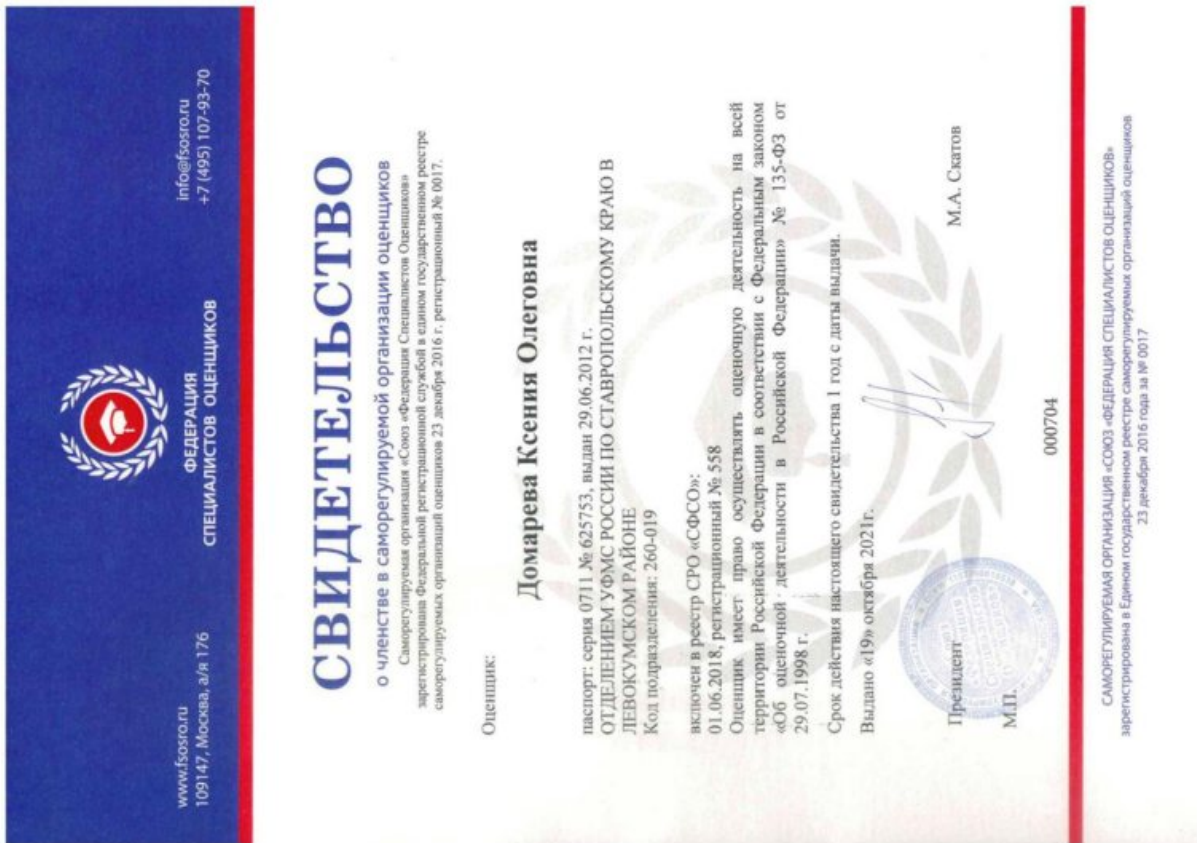 www.fsosro.ru
109147, Москва, а/я 176
ФЕДЕРАЦИЯ
СПЕЦИАЛИСТОВ ОЦЕНЩИКОВ
info@fsosro.ru
+7 (495) 107-93-70
СВИДЕТЕЛЬСТВО
о членстве в саморегулируемой организации оценщиков
Саморегулируемая организация «Союз «Федерация Специалистов Оценщиков»
зарегистрирована Федеральной регистрационной службой в едином государственном реестре
саморегулируемых организаций оценщиков 23 декабря 2016 г. регистрационный № 0017.
Оценщик:
Домарева Ксения Олеговна
паспорт: серия 0711 № 625753, выдан 29.06.2012 г.
ОТДЕЛЕНИЕМ УФМС РОССИИ ПО СТАВРОПОЛЬСКОМУ КРАЮ В
ЛЕВОКУМСКОМ РАЙОНЕ
Код подразделения: 260-019
включен в реестр СРО «СФСО»:
01.06.2018, регистрационный № 558
Оценщик имеет право осуществлять оценочную деятельность на всей
территории Российской Федерации в соответствии с Федеральным законом
«Об оценочной деятельности в Российской Федерации» № 135-ФЗ от
29.07.1998 г.
Срок действия настоящего свидетельства 1 год с даты выдачи.
Выдано «19» октября 2021г.
Президент
М.А. Скатов
М.П.
000704
САМОРЕГУЛИРУЕМАЯ ОРГАНИЗАЦИЯ «СОЮЗ «ФЕДЕРАЦИЯ СПЕЦИАЛИСТОВ ОЦЕНЩИКОВ»
зарегистрирована в Едином государственном реестре саморегулируемых организаций оценщиков
23 декабря 2016 года за № 0017